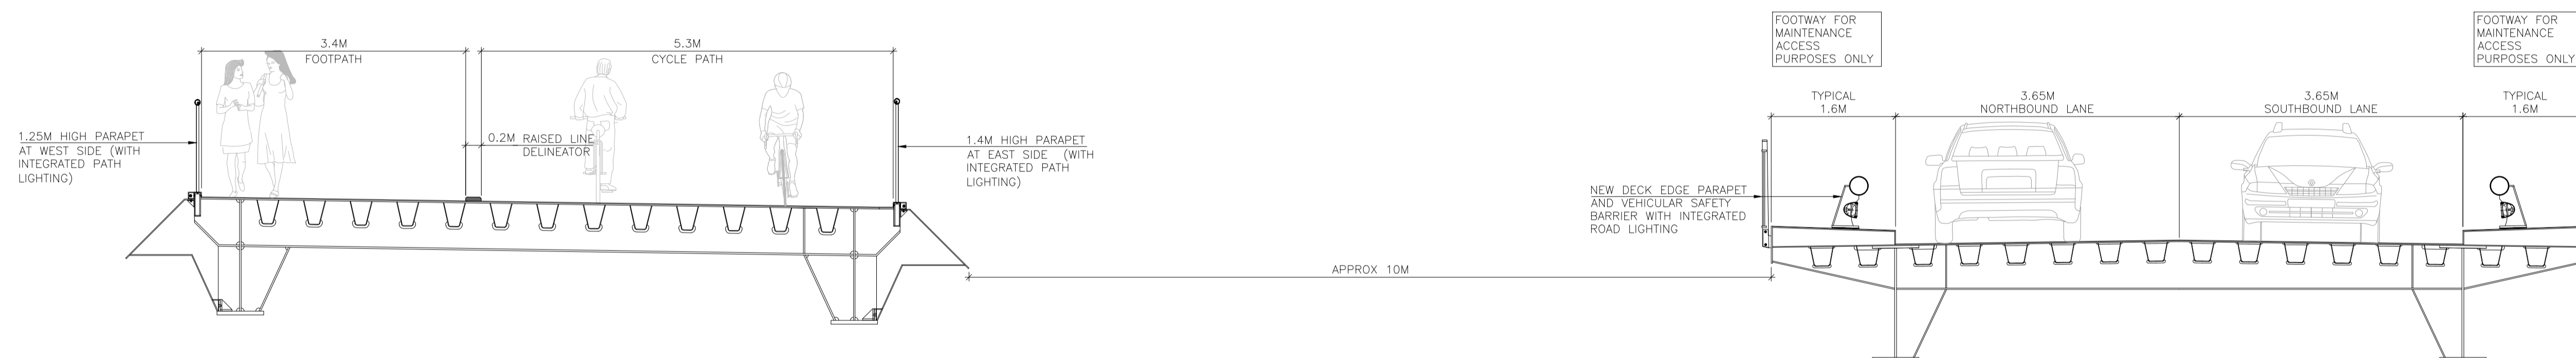 3.4M
FOOTPATH
5.3M
CYCLE PATH
1.25M HIGH PARAPET
AT WEST SIDE (WITH
INTEGRATED PATH
LIGHTING)
0.2M RAISED LINE
DELINEATOR
1.4M HIGH PARAPET
AT EAST SIDE (WITH
INTEGRATED PATH
LIGHTING)
APPROX 10M
FOOTWAY FOR
MAINTENANCE
ACCESS
PURPOSES ONLY
TYPICAL
1.6M
3.65M
NORTHBOUND LANE
3.65M
SOUTHBOUND LANE
FOOTWAY FOR
MAINTENANCE
ACCESS
PURPOSES ONLY
TYPICAL
1.6M
NEW DECK EDGE PARAPET
AND VEHICULAR SAFETY
BARRIER WITH INTEGRATED
ROAD LIGHTING